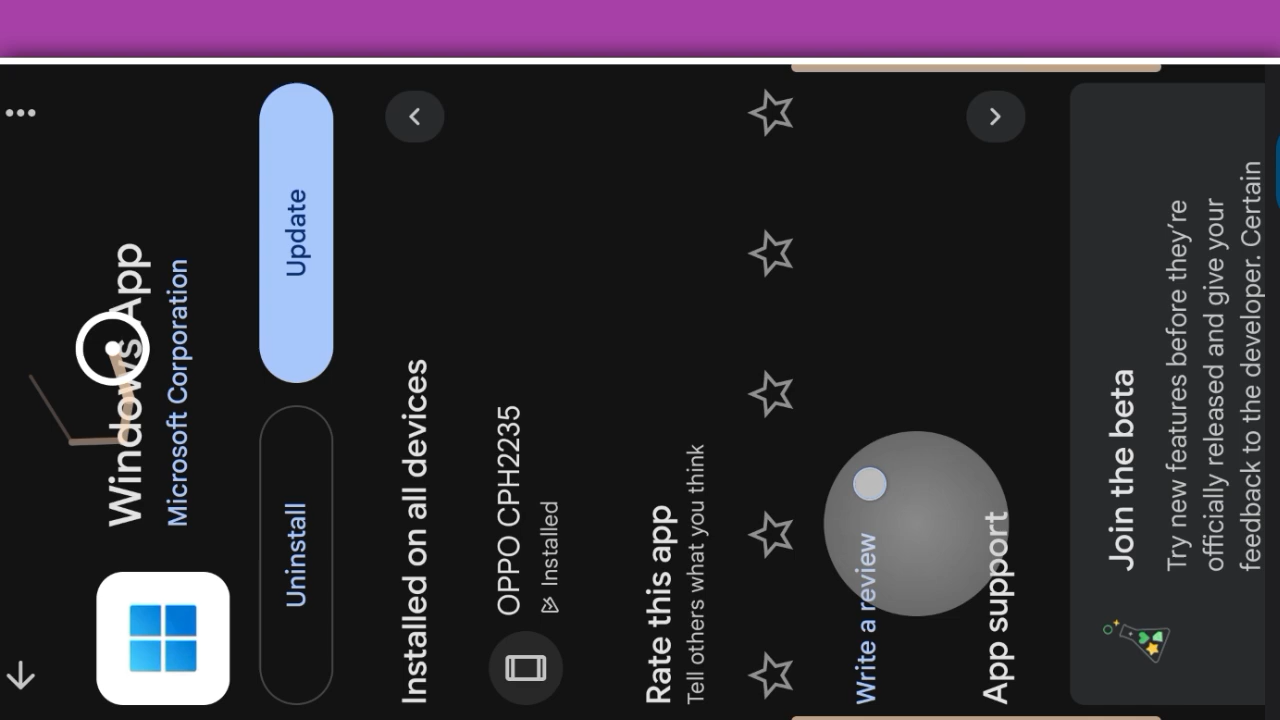 Windows App
Microsoft Corporation
Uninstall
Update
Installed on all devices
OPPO CPH2235
Installed
Rate this app
Tell others what you think
Write a review
App support
Join the beta
Try new features before they're
officially released and give your
feedback to the developer. Certain